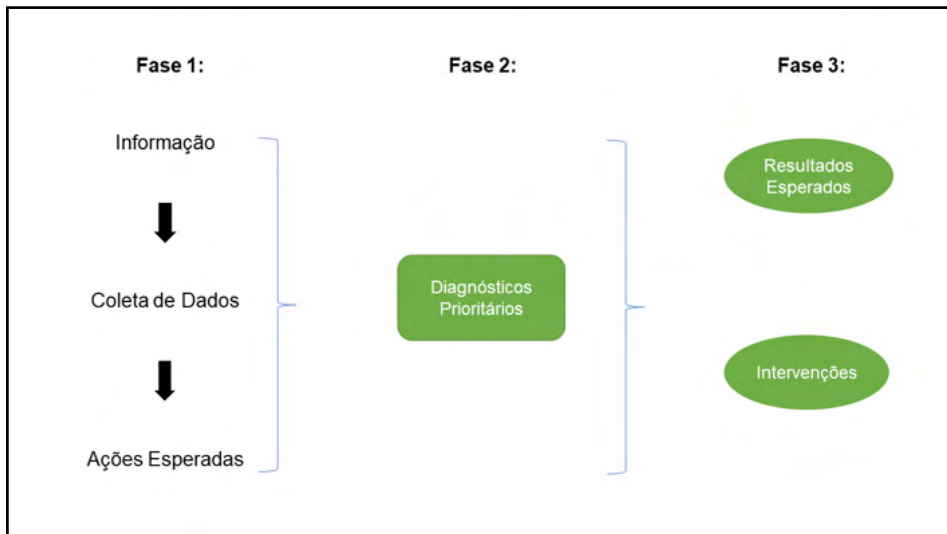 Fase 1:
Fase 2:
Fase 3:
Informação
Coleta de Dados
Ações Esperadas
Diagnósticos
Prioritários
Resultados
Esperados
Intervenções